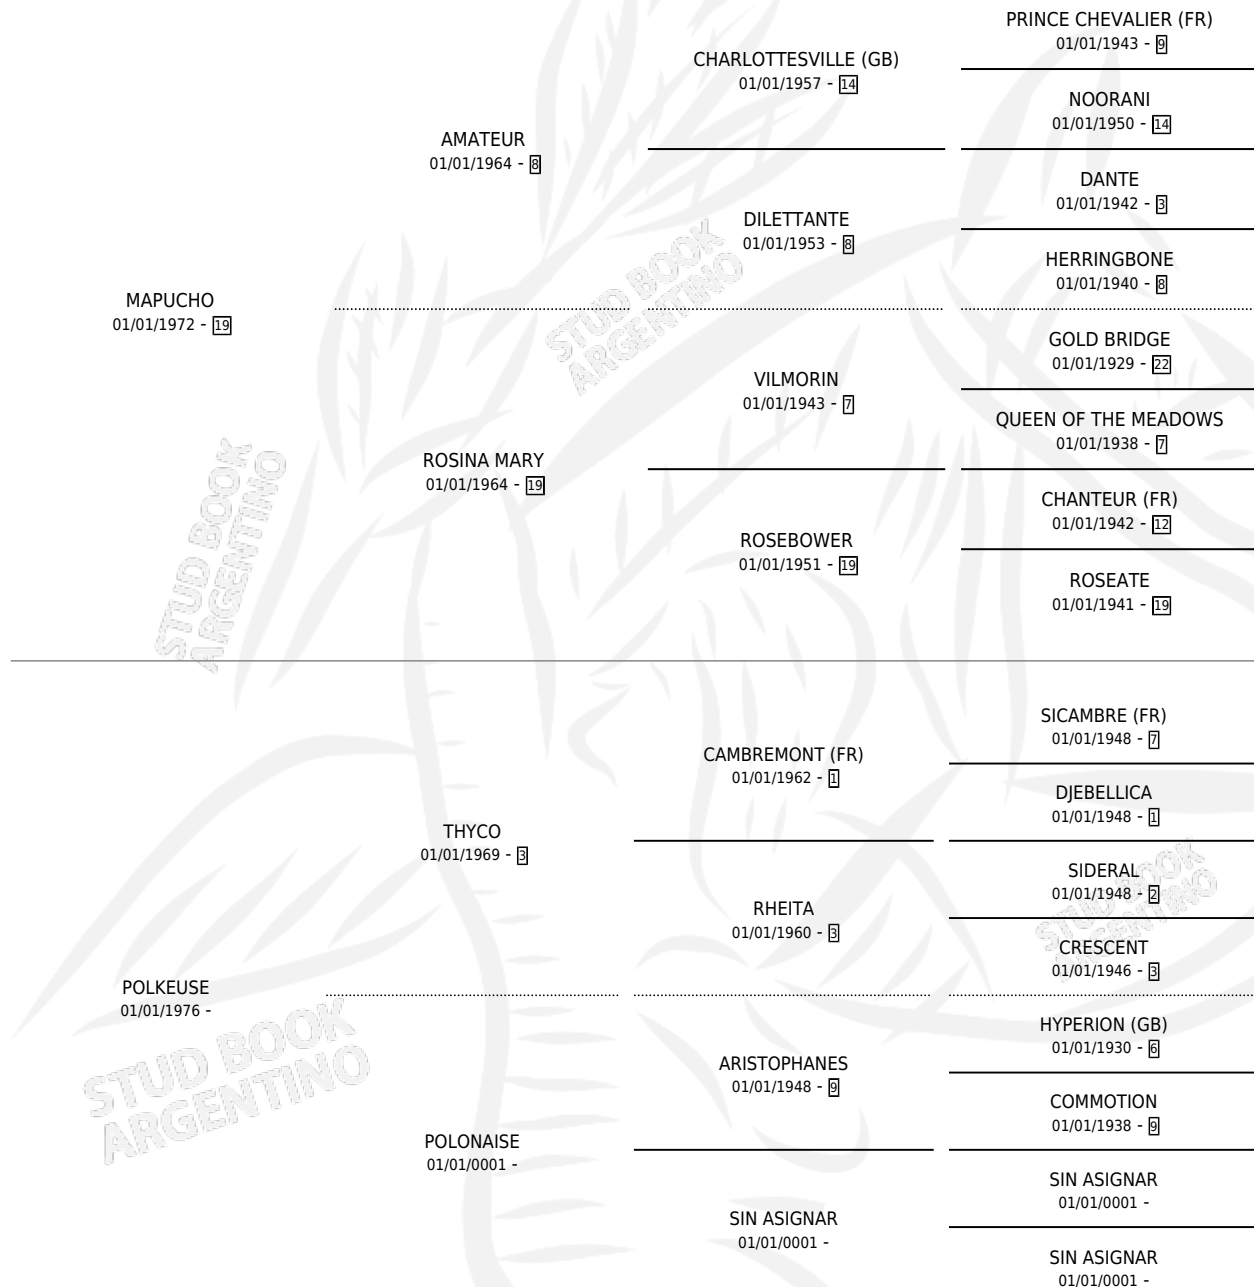 PRINCE CHEVALIER (FR)
01/01/1943 - 9
CHARLOTTESVILLE (GB)
01/01/1957 - 14
NOORANI
01/01/1950 - 14
AMATEUR
01/01/1964 - 8
DANTE
01/01/1942 - 3
DILETTANTE
01/01/1953 - 8
HERRINGBONE
01/01/1940 - 8
MAPUCHO
01/01/1972 - 19
GOLD BRIDGE
01/01/1929 - 22
VILMORIN
01/01/1943 - 7
QUEEN OF THE MEADOWS
01/01/1938 - 7
ROSINA MARY
01/01/1964 - 19
CHANTEUR (FR)
01/01/1942 - 12
ROSEBOWER
01/01/1951 - 19
ROSEATE
01/01/1941 - 19
SICAMBRE (FR)
01/01/1948 - 7
CAMBREMONT (FR)
01/01/1962 - 1
DJEBELLICA
01/01/1948 - 1
THYCO
01/01/1969 - 3
SIDERAL
01/01/1948 - 2
RHEITA
01/01/1960 - 3
CRESCENT
01/01/1946 - 3
POLKEUSE
01/01/1976 -
HYPERION (GB)
01/01/1930 - 6
ARISTOPHANES
01/01/1948 - 9
COMMOTION
01/01/1938 - 9
POLONAISE
01/01/0001 -
SIN ASIGNAR
01/01/0001 -
SIN ASIGNAR
01/01/0001 -
SIN ASIGNAR
01/01/0001 -
STUD BOOK
ARGENTINO
STUD BOOK
ARGENTINO
STUD BOOK
ARGENTINO
STUD BOOK
ARGENTINO